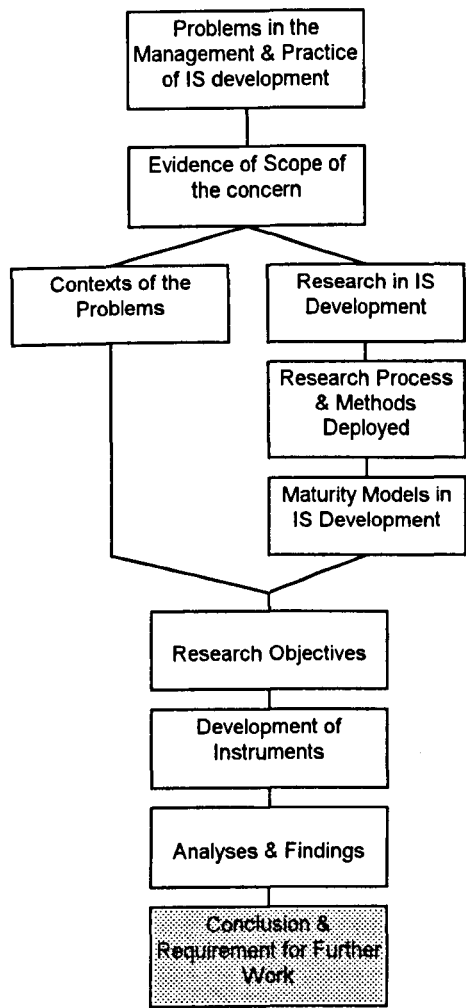 Problems in the
Management & Practice
of IS development
Evidence of Scope of
the concern
Contexts of the
Problems
Research in IS
Development
Research Process
& Methods
Deployed
Maturity Models in
IS Development
Research Objectives
Development of
Instruments
Analyses & Findings
Conclusion &
Requirement for Further
Work